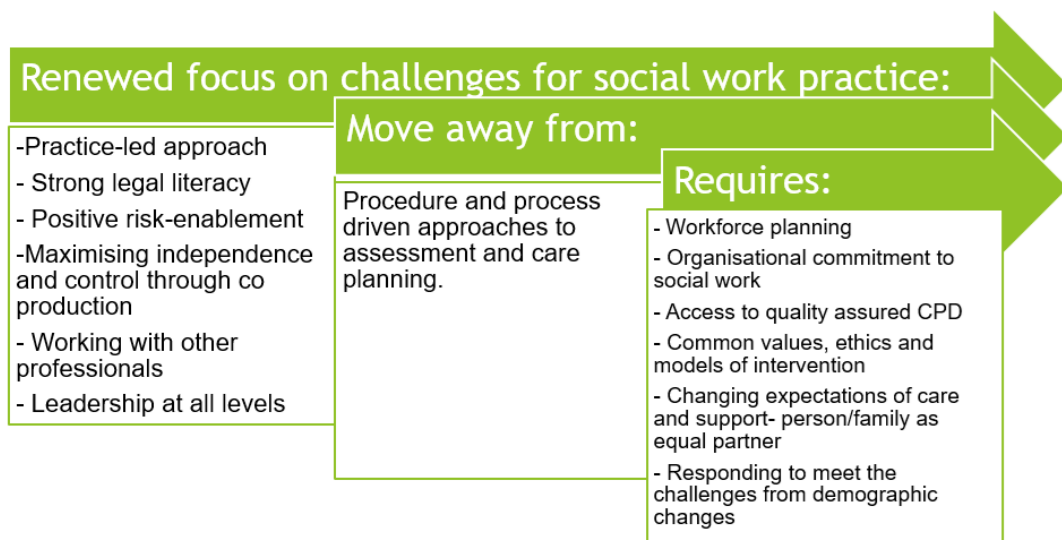 Renewed focus on challenges for social work practice:
-Practice-led approach
- Strong legal literacy
- Positive risk-enablement
-Maximising independence
and control through co
production
- Working with other
professionals
- Leadership at all levels
Move away from:
Procedure and process
driven approaches to
assessment and care
planning.
Requires:
- Workforce planning
- Organisational commitment to
social work
- Access to quality assured CPD
- Common values, ethics and
models of intervention
- Changing expectations of care
and support- person/family as
equal partner
- Responding to meet the
challenges from demographic
changes